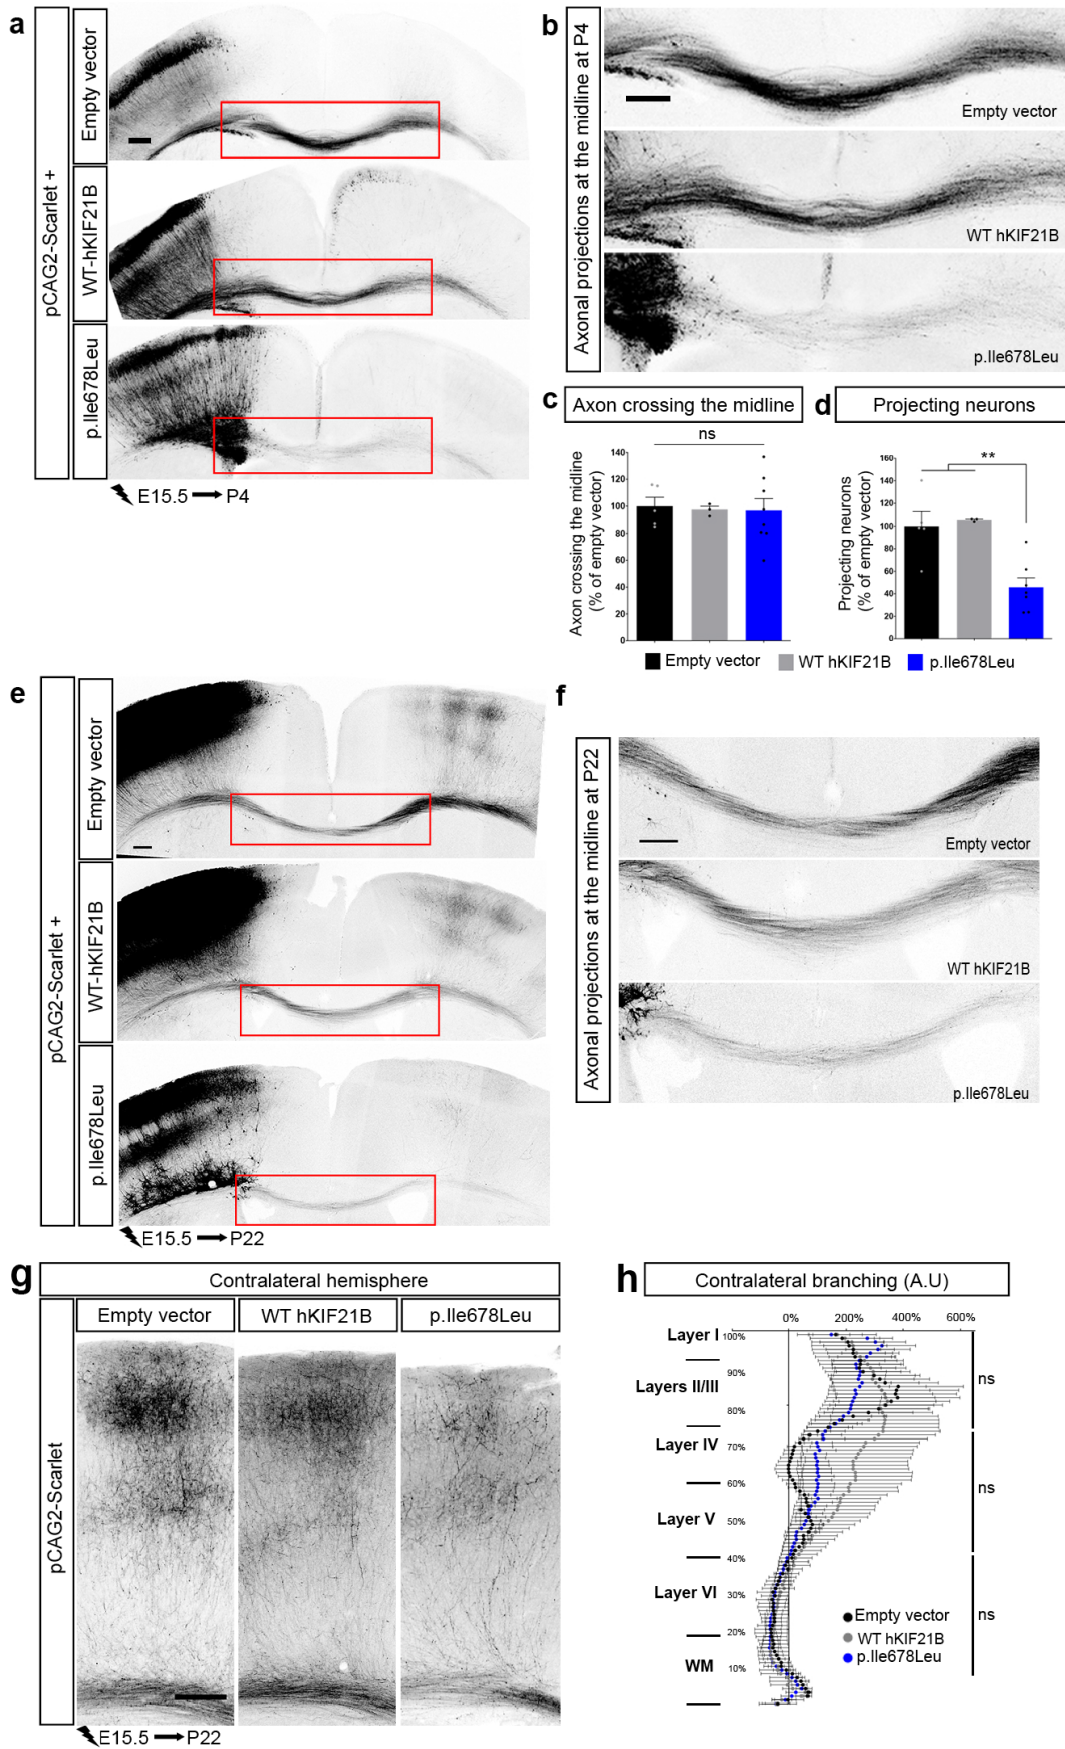 a
pCAG2-Scarlet +
Empty vector
WT-hKIF21B
p.Ile678Leu
E15.5 P4
b
Axonal projections at the midline at P4
Empty vector
WT hKIF21B
p.Ile678Leu
c
Axon crossing the midline
ns
Axon crossing the midline
(% of empty vector)
140
120
100
80
60
40
20
0
d
Projecting neurons
**
Projecting neurons
(% of empty vector)
160
140
120
100
80
60
40
20
0
Empty vector
WT hKIF21B
p.Ile678Leu
e
pCAG2-Scarlet +
Empty vector
WT-hKIF21B
p.Ile678Leu
E15.5 P22
f
Axonal projections at the midline at P22
Empty vector
WT hKIF21B
p.Ile678Leu
g
Contralateral hemisphere
Empty vector
WT hKIF21B
p.Ile678Leu
pCAG2-Scarlet
E15.5 P22
h
Contralateral branching (A.U)
0% 200% 400% 600%
Layer I 100%
90%
Layers II/III
80%
Layer IV 70%
60%
Layer V 50%
40%
Layer VI 30%
20%
WM 10%
ns
ns
ns
Empty vector
WT hKIF21B
p.Ile678Leu